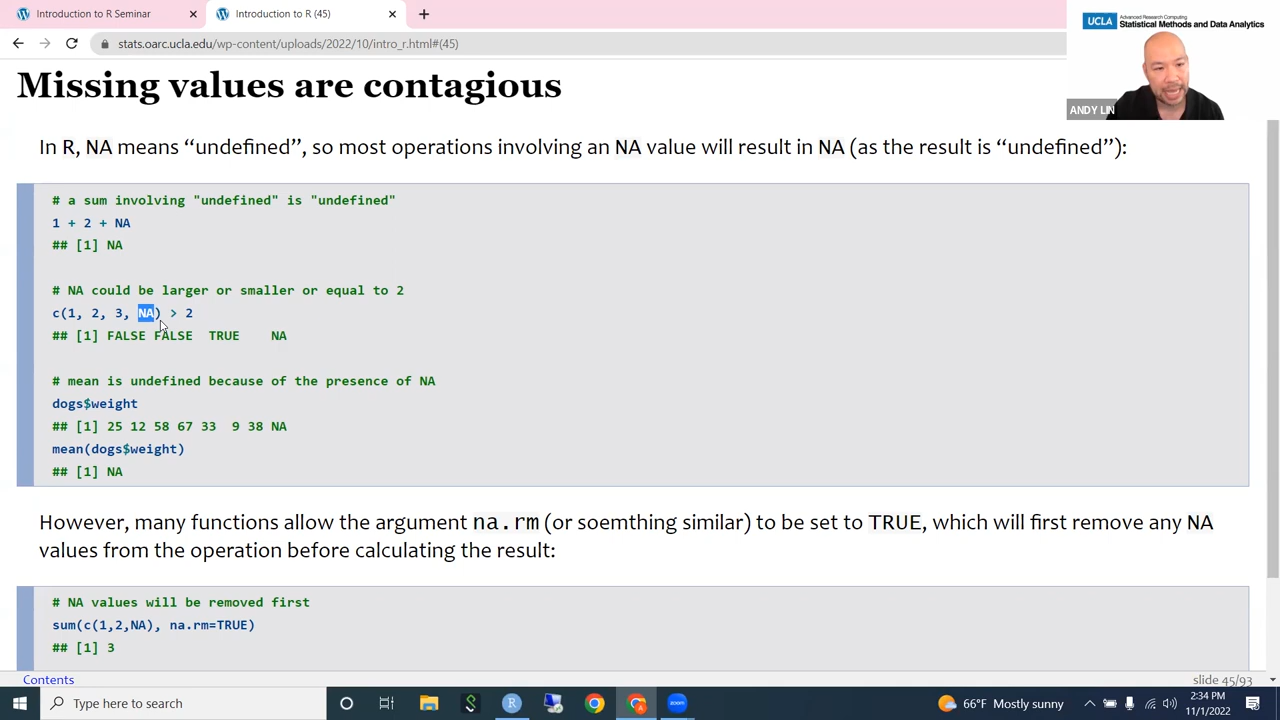 Introduction to R Seminar
Introduction to R (45)
stats.oarc.ucla.edu/wp-content/uploads/2022/10/intro_r.html#(45)
UCLA Advanced Research Computing
Statistical Methods and Data Analytics
ANDY LIN
Missing values are contagious
In R, NA means “undefined”, so most operations involving an NA value will result in NA (as the result is “undefined”):
# a sum involving "undefined" is "undefined"
1 + 2 + NA
## [1] NA
# NA could be larger or smaller or equal to 2
c(1, 2, 3, NA) > 2
## [1] FALSE FALSE  TRUE    NA
# mean is undefined because of the presence of NA
dogs$weight
## [1] 25 12 58 67 33  9 38 NA
mean(dogs$weight)
## [1] NA
However, many functions allow the argument na.rm (or soemthing similar) to be set to TRUE, which will first remove any NA
values from the operation before calculating the result:
# NA values will be removed first
sum(c(1,2,NA), na.rm=TRUE)
## [1] 3
Contents
slide 45/93
Type here to search
zoom
66°F Mostly sunny
2:34 PM
11/1/2022